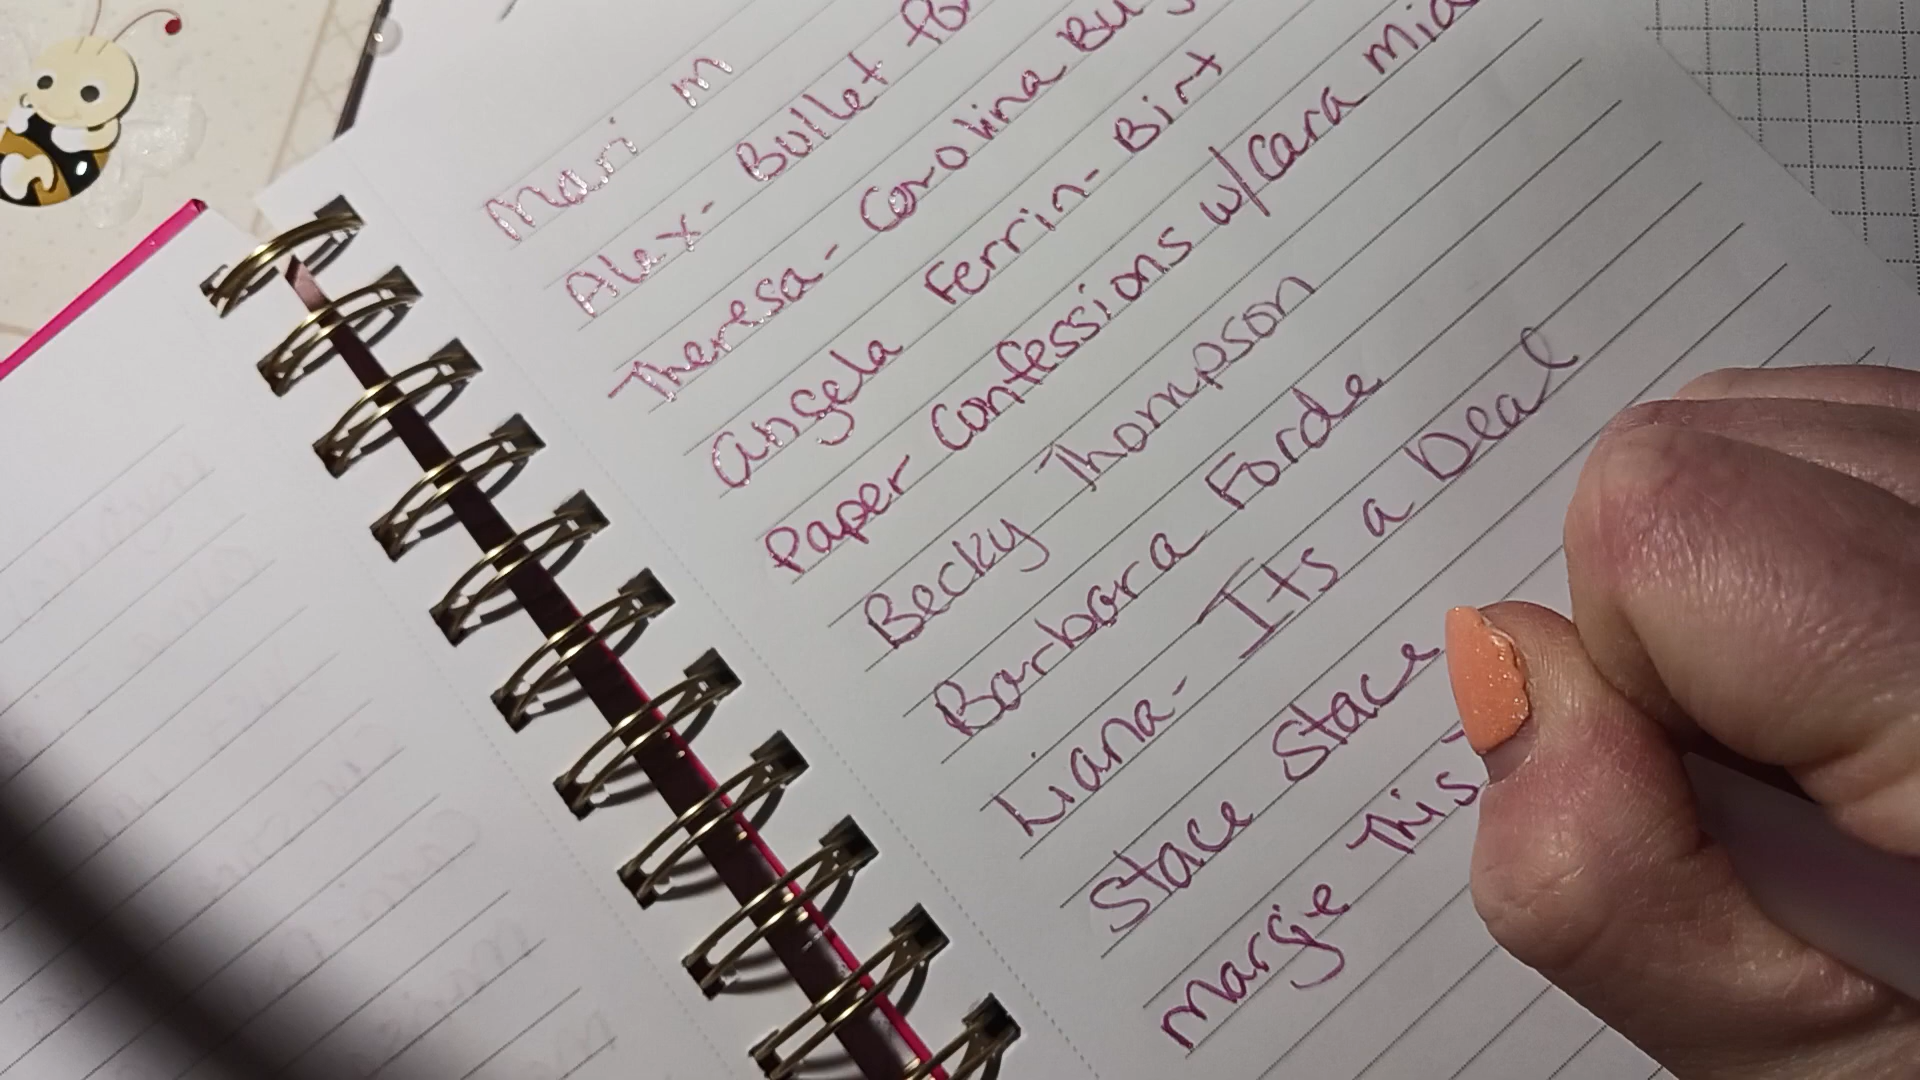 Mari m
Alex- Bullet
Theresa- Carolina
Angela Ferrin- Birt
Paper Confessions w/Cara mia
Becky Thompson
Barbara Forde
Liana- Its a Deal
Stace Stace
Margie This